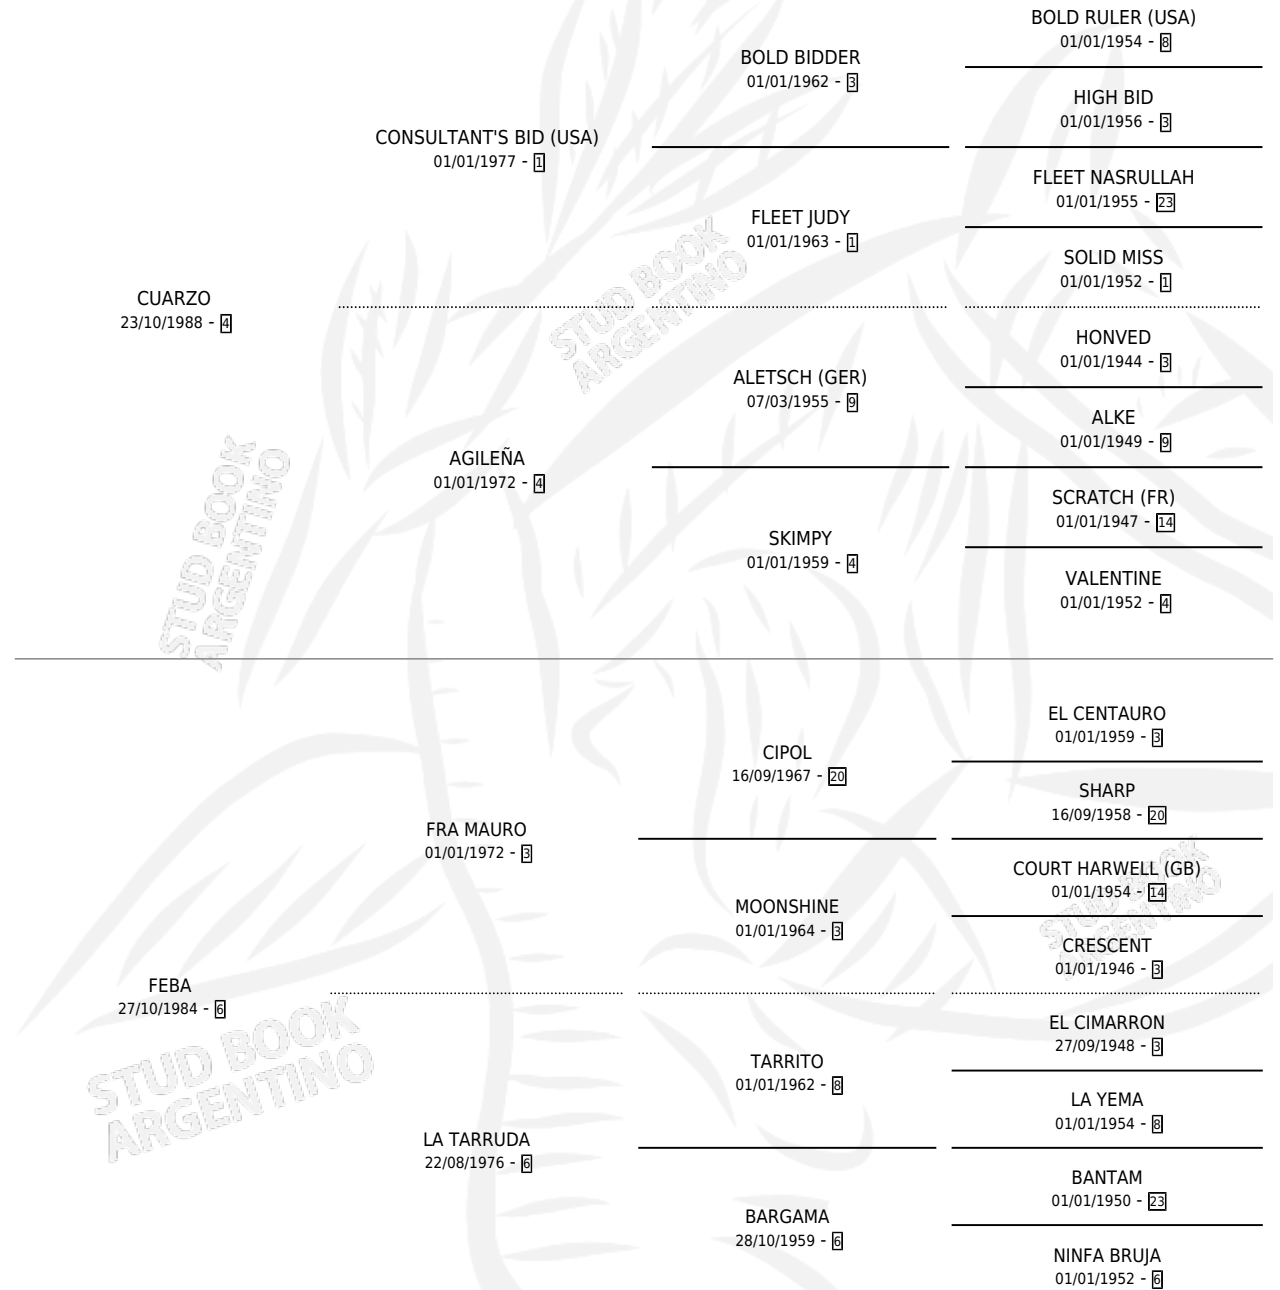 BOLD RULER (USA)
01/01/1954 - 8
BOLD BIDDER
01/01/1962 - 3
HIGH BID
01/01/1956 - 3
CONSULTANT'S BID (USA)
01/01/1977 - 1
FLEET NASRULLAH
01/01/1955 - 23
FLEET JUDY
01/01/1963 - 1
SOLID MISS
01/01/1952 - 1
CUARZO
23/10/1988 - 4
STUD BOOK
ARGENTINO
HONVED
01/01/1944 - 3
ALETSCH (GER)
07/03/1955 - 9
ALKE
01/01/1949 - 9
AGILEÑA
01/01/1972 - 4
SCRATCH (FR)
01/01/1947 - 14
SKIMPY
01/01/1959 - 4
VALENTINE
01/01/1952 - 4
STUD BOOK
ARGENTINO
EL CENTAURO
01/01/1959 - 3
CIPOL
16/09/1967 - 20
SHARP
16/09/1958 - 20
FRA MAURO
01/01/1972 - 3
COURT HARWELL (GB)
01/01/1954 - 14
MOONSHINE
01/01/1964 - 3
CRESCENT
01/01/1946 - 3
STUD BOOK
ARGENTINO
FEBA
27/10/1984 - 6
EL CIMARRON
27/09/1948 - 3
TARRITO
01/01/1962 - 8
LA YEMA
01/01/1954 - 8
STUD BOOK
ARGENTINO
LA TARRUDA
22/08/1976 - 6
BANTAM
01/01/1950 - 23
BARGAMA
28/10/1959 - 6
NINFA BRUJA
01/01/1952 - 6